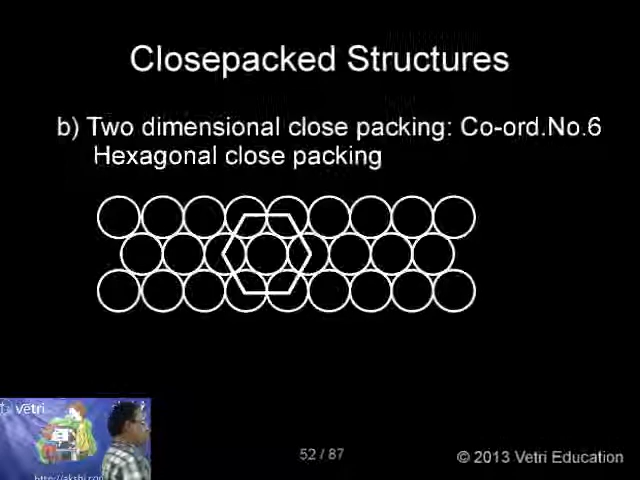 Closepacked Structures
b) Two dimensional close packing: Co-ord.No.6
Hexagonal close packing
vetri
52 / 87
© 2013 Vetri Education